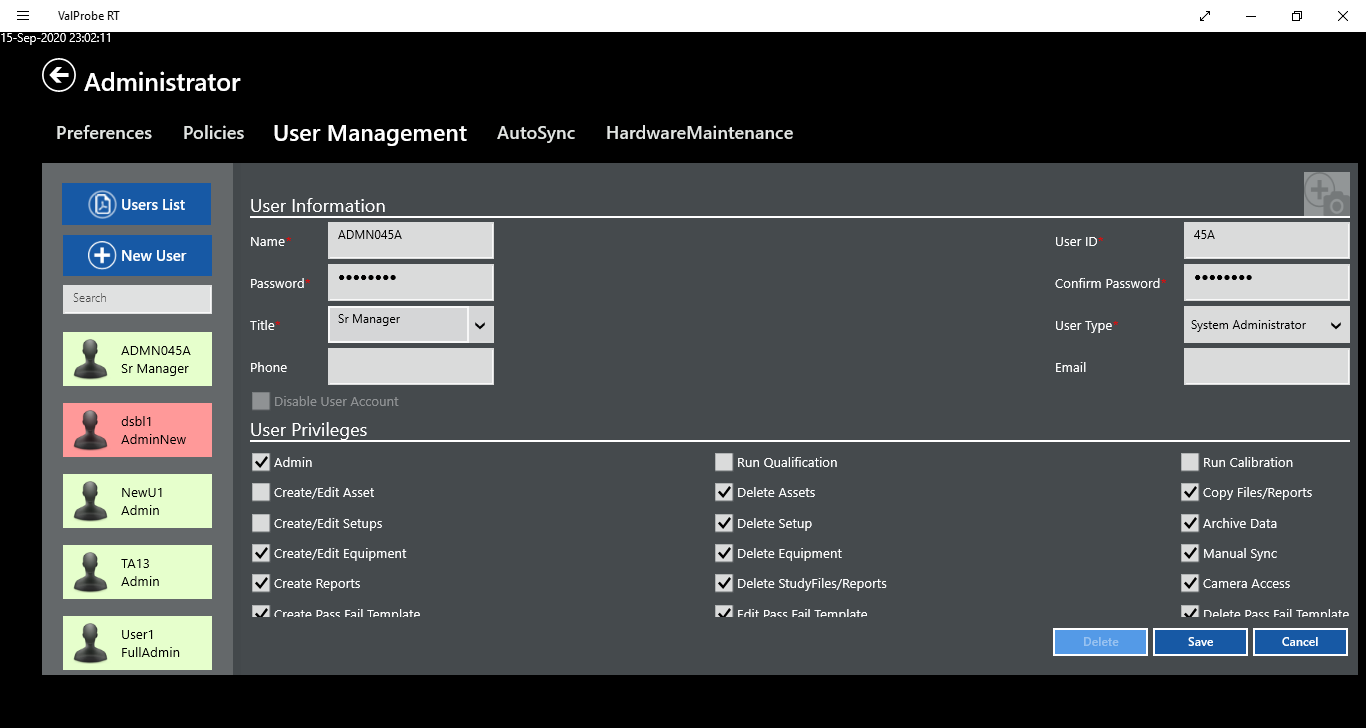 ValProbe RT
15-Sep-2020 23:02:11
Administrator
Preferences Policies User Management AutoSync HardwareMaintenance
Users List
New User
Search
ADMN045A
Sr Manager
dsbl1
AdminNew
NewU1
Admin
TA13
Admin
User1
FullAdmin
User Information
Name* ADMN045A User ID* 45A
Password* •••••••• Confirm Password* ••••••••
Title* Sr Manager User Type* System Administrator
Phone Email
Disable User Account
User Privileges
Admin Run Qualification Run Calibration
Create/Edit Asset Delete Assets Copy Files/Reports
Create/Edit Setups Delete Setup Archive Data
Create/Edit Equipment Delete Equipment Manual Sync
Create Reports Delete StudyFiles/Reports Camera Access
Create Pass Fail Template Edit Pass Fail Template Delete Pass Fail Template
Delete Save Cancel